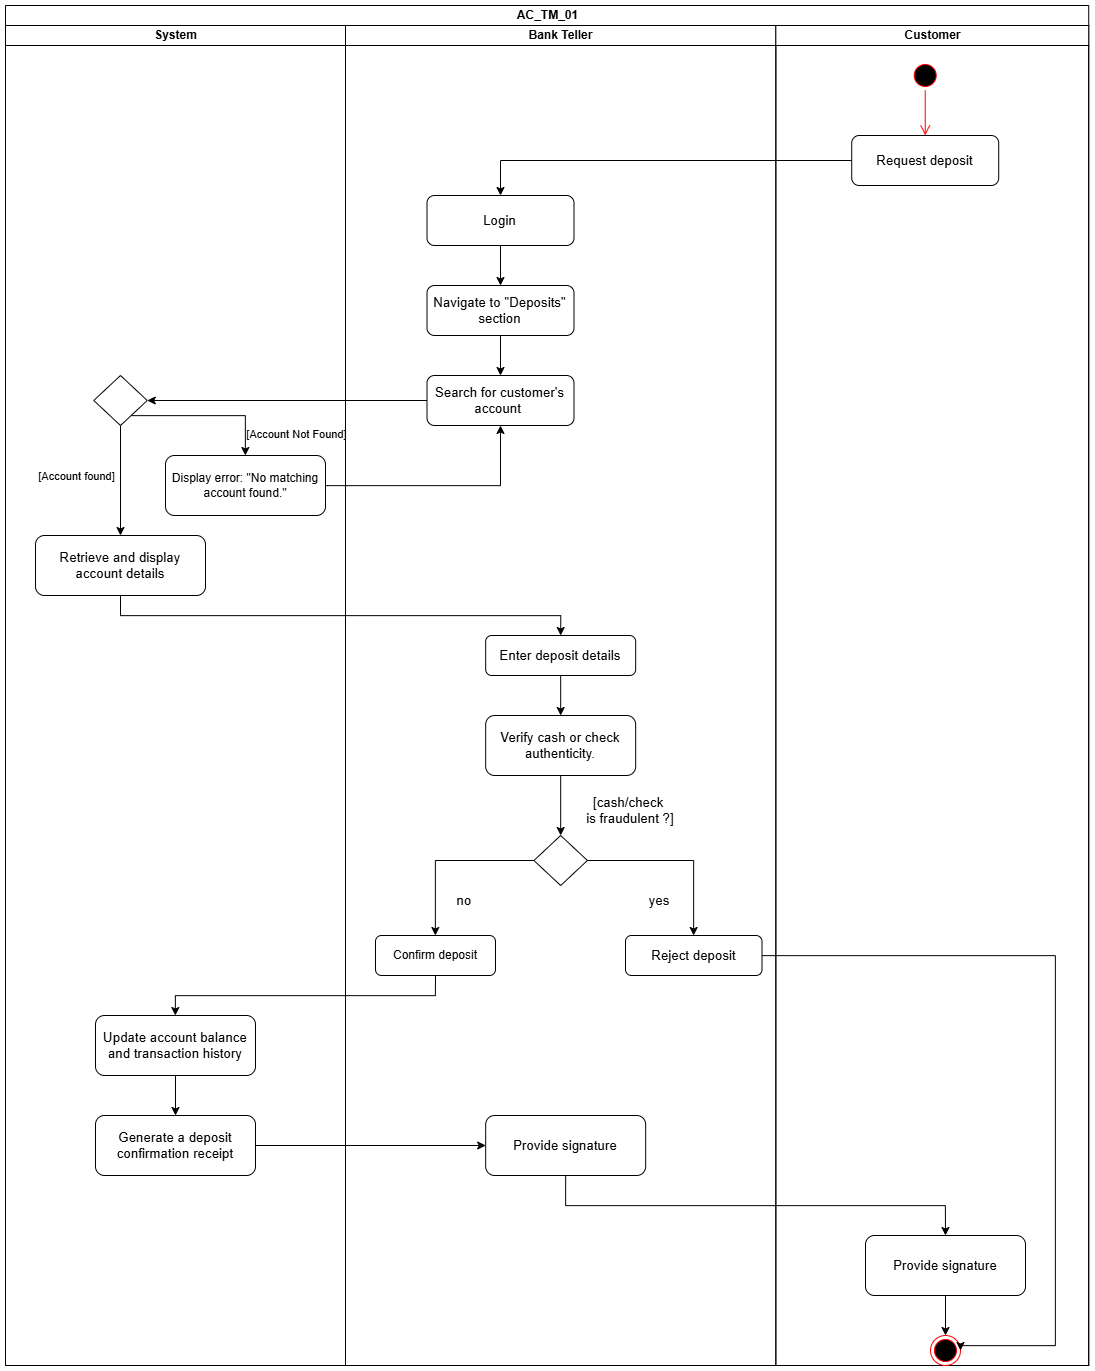 AC_TM_01
System
Bank Teller
Customer
Request deposit
Login
Navigate to "Deposits"
section
Search for customer's
account
[Account Not Found]
[Account found]
Display error: "No matching
account found."
Retrieve and display
account details
Enter deposit details
Verify cash or check
authenticity.
[cash/check
is fraudulent ?]
no
yes
Confirm deposit
Reject deposit
Update account balance
and transaction history
Generate a deposit
confirmation receipt
Provide signature
Provide signature